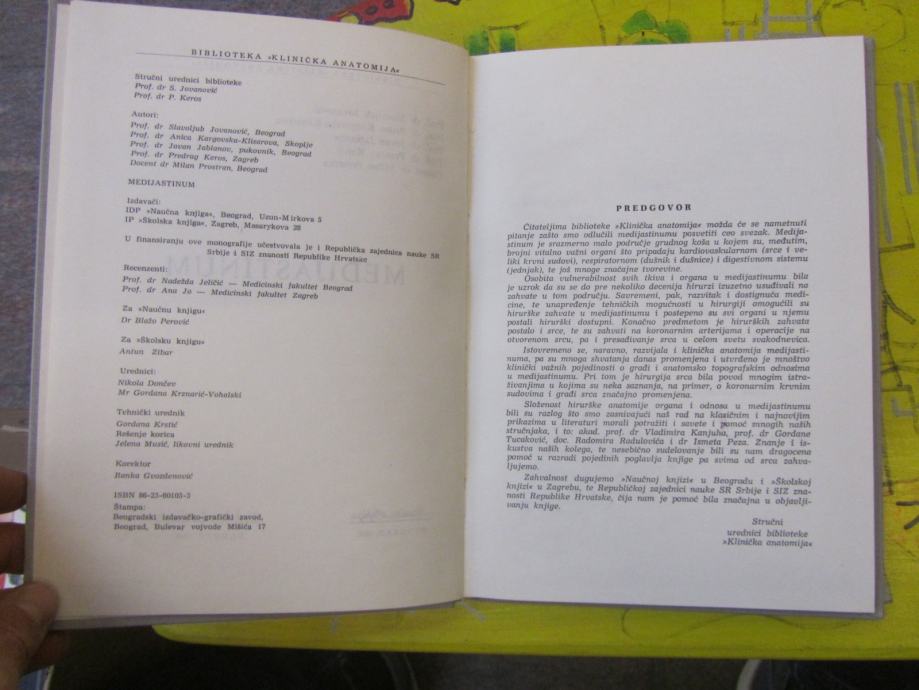 BIBLIOTEKA »KLINIČKA ANATOMIJA«
Stručni urednici biblioteke
Prof. dr S. Jovanović
Prof. dr P. Keros
Autori:
Prof. dr Slavoljub Jovanović, Beograd
Prof. dr Anica Kargovska-Klisarova, Skoplje
Prof. dr Jovan Jablanov, pukovnik, Beograd
Prof. dr Predrag Keros, Zagreb
Docent dr Milan Prostran, Beograd
MEDIJASTINUM
Izdavači:
IDP »Naučna knjiga«, Beograd, Uzun-Mirkova 5
IP »Školska knjiga«, Zagreb, Masarykova 28
U finansiranju ove monografije učestvovala je i Republička zajednica nauke SR
Srbije i SIZ znanosti Republike Hrvatske
Recenzenti:
Prof. dr Nadežda Jeličić — Medicinski fakultet Beograd
Prof. dr Ana Jo — Medicinski fakultet Zagreb
Za »Naučnu knjigu«
Dr Blažo Perović
Za »Školsku knjigu«
Antun Zibar
Urednici:
Nikola Dončev
Mr Gordana Krznarić-Vohalski
Tehnički urednik
Gordana Krstić
Rešenje korica
Jelena Musić, likovni urednik
Korektor
Ranka Gvozdenović
ISBN 86-23-60103-3
Štampa:
Beogradski izdavačko-grafički zavod,
Beograd, Bulevar vojvode Mišića 17
PREDGOVOR
Čitateljima biblioteke »Klinička anatomija« možda će se nametnuti
pitanje zašto smo odlučili medijastinumu posvetiti ceo svezak. Medija-
stinum je srazmerno malo područje grudnog koša u kojem su, međutim,
brojni vitalno važni organi što pripadaju kardiovaskularnom (srce i ve-
liki krvni sudovi), respiratornom (dušnik i dušnice) i digestivnom sistemu
(jednjak), te još mnoge značajne tvorevine.
Osobita vulnerabilnost svih tkiva i organa u medijastinumu bila
je uzrok da su se do pre nekoliko decenija hirurzi izuzetno usuđivali na
zahvate u tom području. Savremeni, pak, razvitak i dostignuća medi-
cine, te unapređenje tehničkih mogućnosti u hirurgiji omogućili su
hirurške zahvate u medijastinumu i postepeno su svi organi u njemu
postali hirurški dostupni. Konačno predmetom je hirurških zahvata
postalo i srce, te su zahvati na koronarnim arterijama i operacije na
otvorenom srcu, pa i presađivanje srca u celom svetu svakodnevica.
Istovremeno se, naravno, razvijala i klinička anatomija medijasti-
numa, pa su mnoga shvatanja danas promenjena i utvrđeno je mnoštvo
klinički važnih pojedinosti o građi i anatomsko topografskim odnosima
u medijastinumu. Pri tom je hirurgija srca bila povod mnogim istra-
živanjima u kojima su neka saznanja, na primer, o koronarnim krvnim
sudovima i građi srca značajno promenjena.
Složenost hirurške anatomije organa i odnosa u medijastinumu
bili su razlog što smo zasnivajući naš rad na klasičnim i najnovijim
prikazima u literaturi morali potražiti i savete i pomoć mnogih naših
stručnjaka, i to: akad. prof. dr Vladimira Kanjuha, prof. dr Gordane
Tucaković, doc. Radomira Radulovića i dr Ismeta Peza. Znanje i is-
kustva naših kolega, te nesebično sudelovanje bili su nam dragocena
pomoć u razradi pojedinih poglavlja knjige pa svima od srca zahva-
ljujemo.
Zahvalnost dugujemo »Naučnoj knjizi« u Beogradu i »Školskoj
knjizi« u Zagrebu, te Republičkoj zajednici nauke SR Srbije i SIZ zna-
nosti Republike Hrvatske, čija nam je pomoć bila značajna u objavlji-
vanju knjige.
Stručni
urednici biblioteke
»Klinička anatomija«